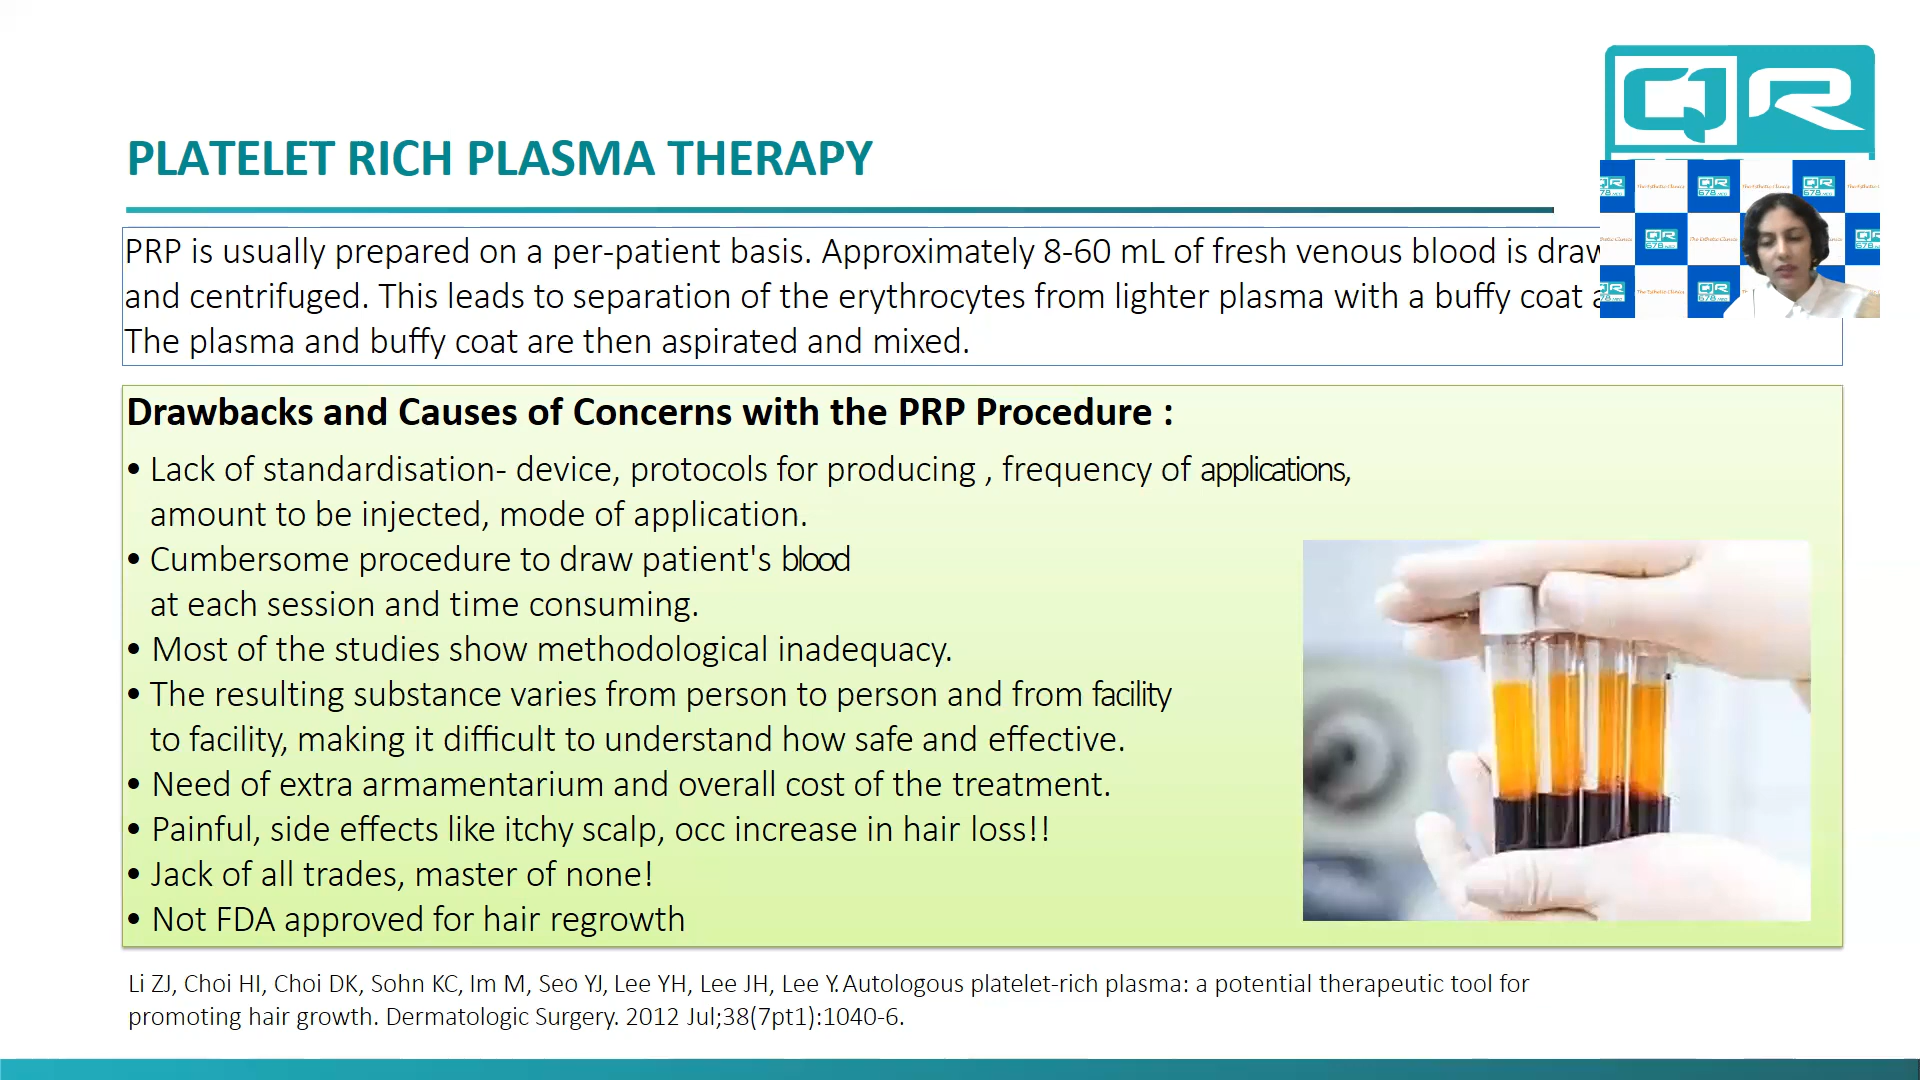 QR
PLATELET RICH PLASMA THERAPY
PRP is usually prepared on a per-patient basis. Approximately 8-60 mL of fresh venous blood is
and centrifuged. This leads to separation of the erythrocytes from lighter plasma with a buffy coat
The plasma and buffy coat are then aspirated and mixed.
Drawbacks and Causes of Concerns with the PRP Procedure :
• Lack of standardisation- device, protocols for producing , frequency of applications,
amount to be injected, mode of application.
• Cumbersome procedure to draw patient's blood
at each session and time consuming.
• Most of the studies show methodological inadequacy.
• The resulting substance varies from person to person and from facility
to facility, making it difficult to understand how safe and effective.
• Need of extra armamentarium and overall cost of the treatment.
• Painful, side effects like itchy scalp, occ increase in hair loss!!
• Jack of all trades, master of none!
• Not FDA approved for hair regrowth
Li ZJ, Choi HI, Choi DK, Sohn KC, Im M, Seo YJ, Lee YH, Lee JH, Lee Y.Autologous platelet-rich plasma: a potential therapeutic tool for
promoting hair growth. Dermatologic Surgery. 2012 Jul;38(7pt1):1040-6.